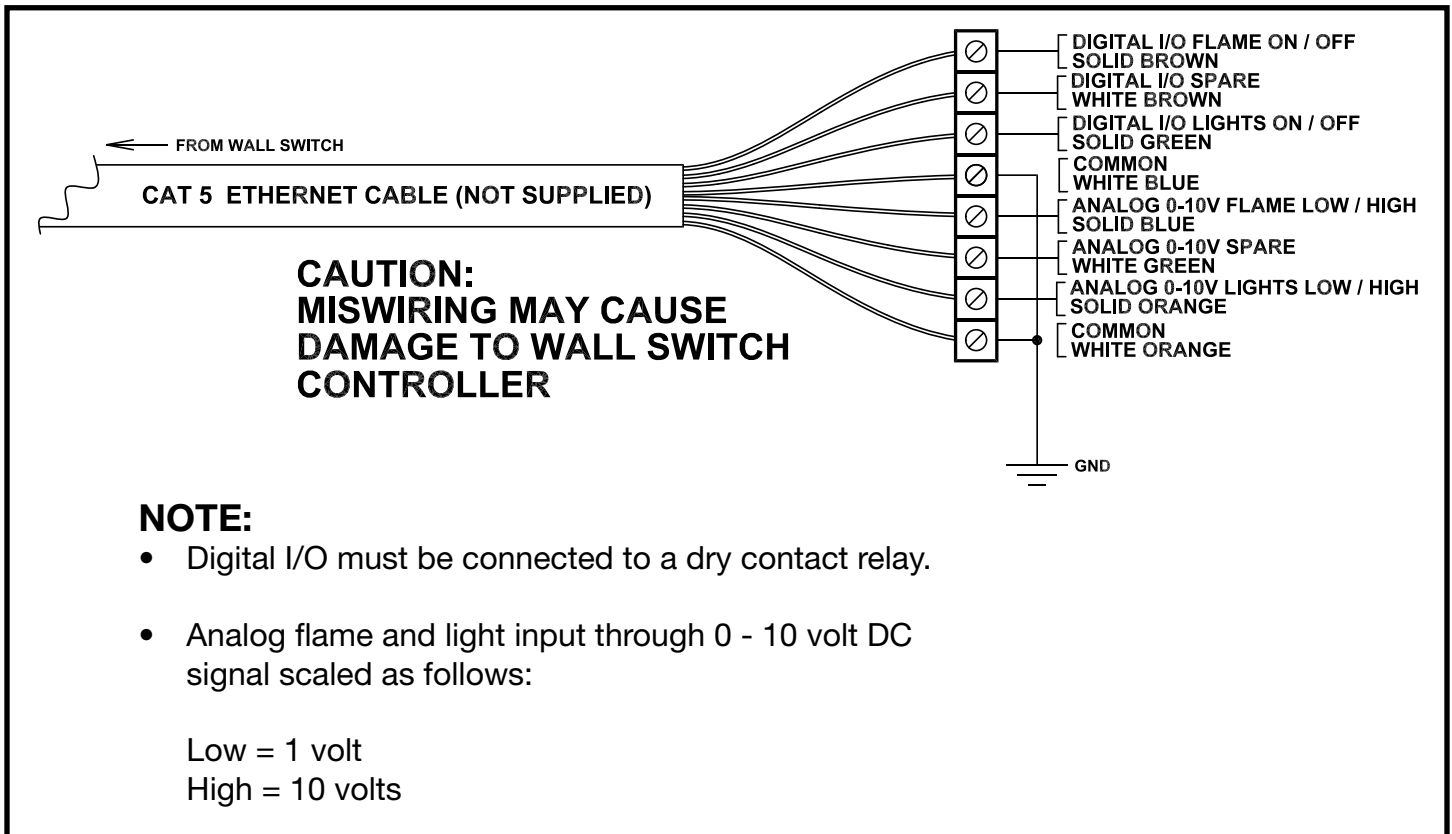 DIGITAL I/O FLAME ON / OFF
SOLID BROWN
DIGITAL I/O SPARE
WHITE BROWN
DIGITAL I/O LIGHTS ON / OFF
SOLID GREEN
COMMON
WHITE BLUE
ANALOG 0-10V FLAME LOW / HIGH
SOLID BLUE
ANALOG 0-10V SPARE
WHITE GREEN
ANALOG 0-10V LIGHTS LOW / HIGH
SOLID ORANGE
COMMON
WHITE ORANGE
FROM WALL SWITCH
CAT 5 ETHERNET CABLE (NOT SUPPLIED)
CAUTION:
MISWIRING MAY CAUSE
DAMAGE TO WALL SWITCH
CONTROLLER
GND
NOTE:
• Digital I/O must be connected to a dry contact relay.
• Analog flame and light input through 0 - 10 volt DC
signal scaled as follows:
Low = 1 volt
High = 10 volts